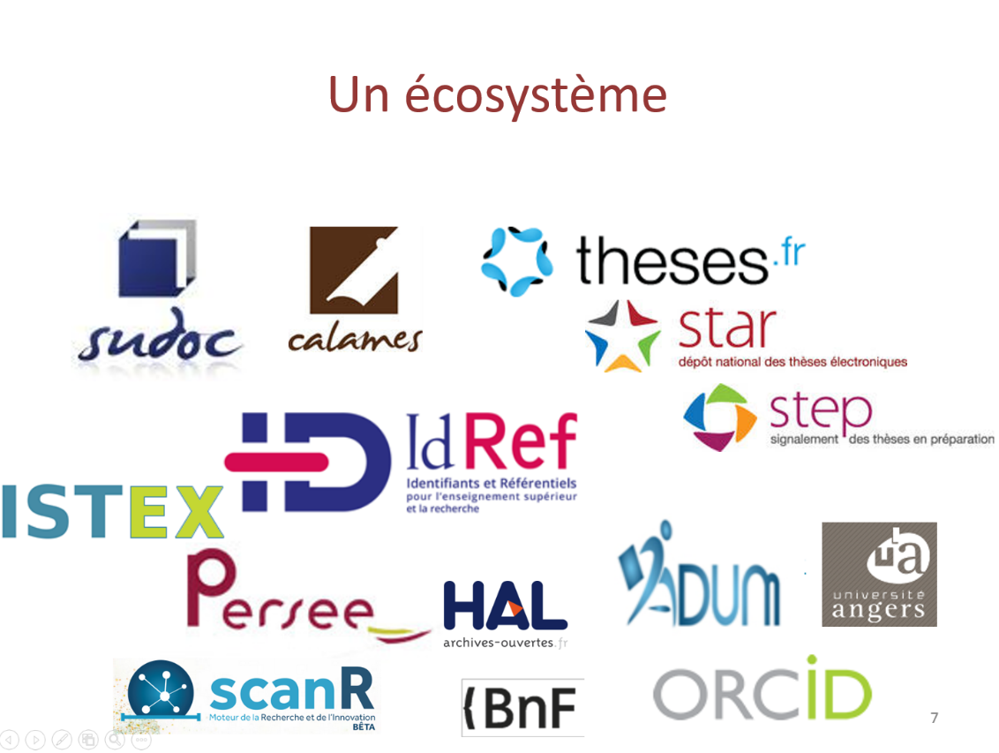 Un écosystème
sudoc
calames
theses.fr
star
dépôt national des thèses électroniques
step
signalement des thèses en préparation
IdRef
Identifiants et Référentiels
pour l'enseignement supérieur
et la recherche
ISTEX
Persee
HAL
archives-ouvertes.fr
ADUM
ua
université
angers
scanR
Moteur de la Recherche et de l'Innovation
BÊTA
{BnF
ORCiD
7